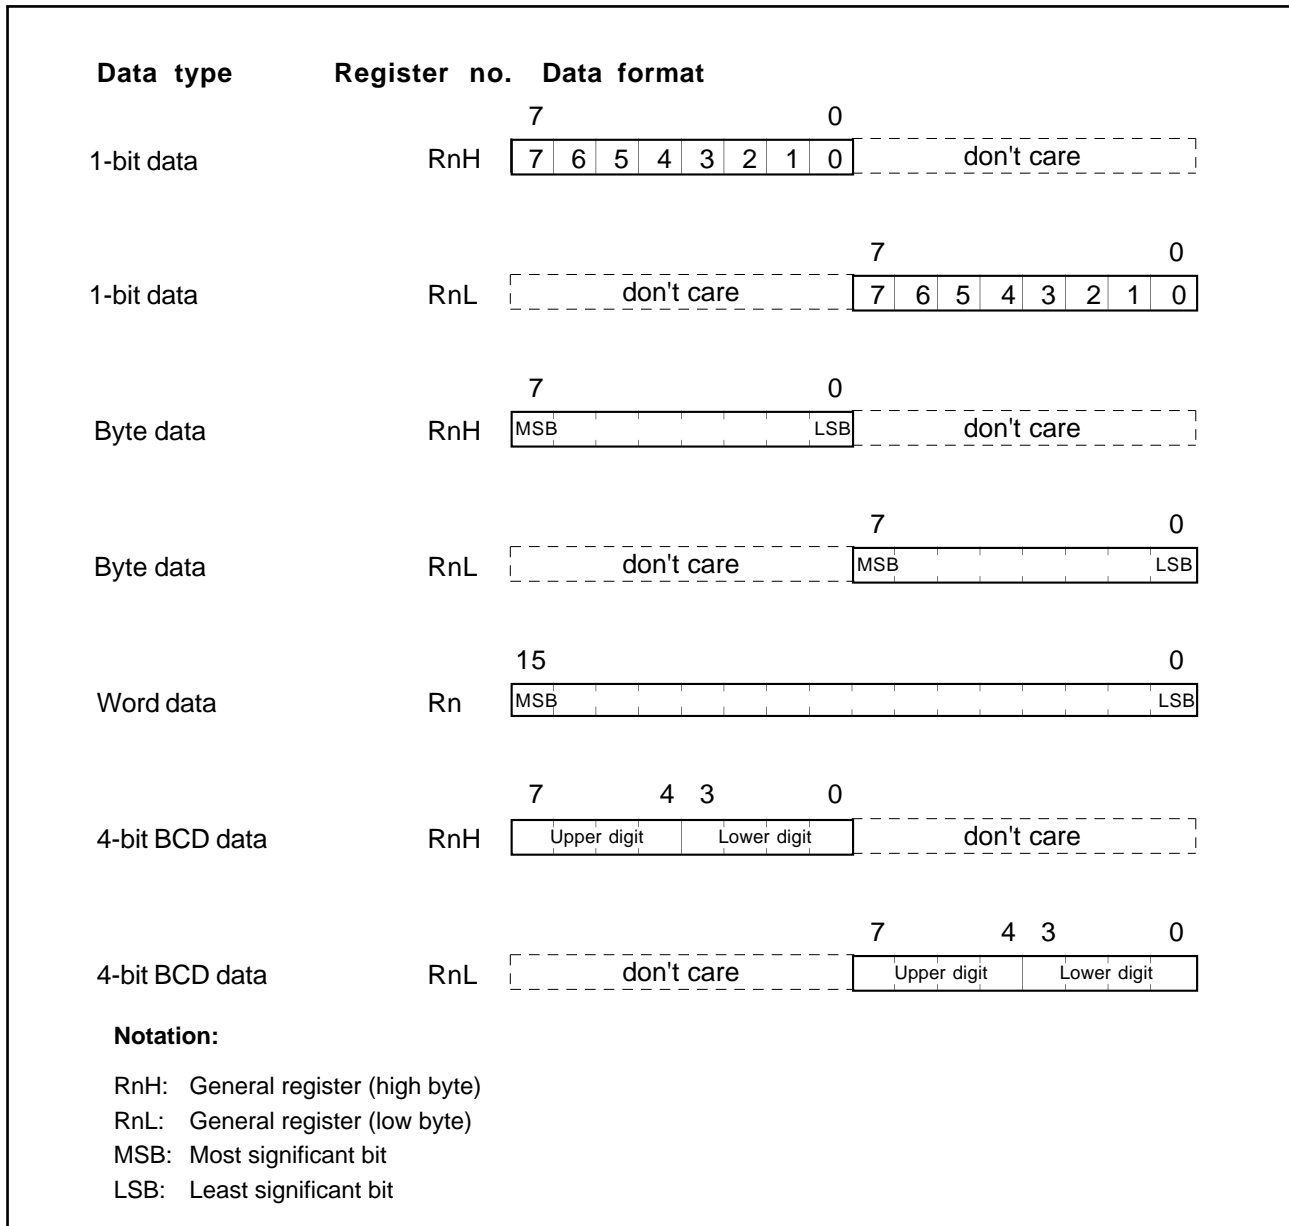 Data type Register no. Data format
7 0
1-bit data RnH 7 6 5 4 3 2 1 0 don't care
7 0
1-bit data RnL don't care 7 6 5 4 3 2 1 0
7 0
Byte data RnH MSB LSB don't care
7 0
Byte data RnL don't care MSB LSB
15 0
Word data Rn MSB LSB
7 4 3 0
4-bit BCD data RnH Upper digit Lower digit don't care
7 4 3 0
4-bit BCD data RnL don't care Upper digit Lower digit
Notation:
RnH: General register (high byte)
RnL: General register (low byte)
MSB: Most significant bit
LSB: Least significant bit